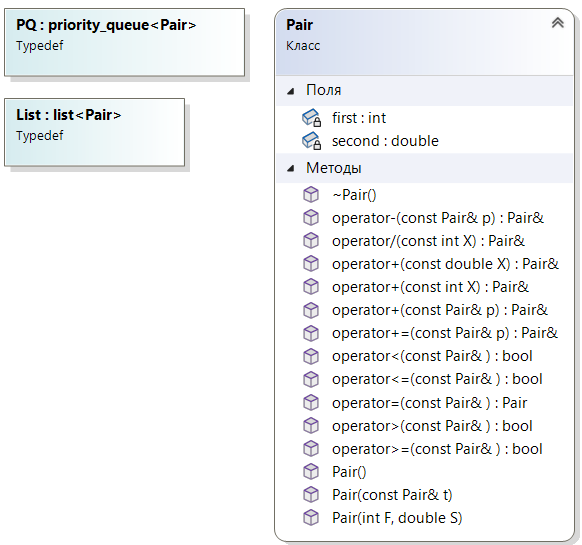 PQ : priority_queue<Pair>
Typedef
List : list<Pair>
Typedef
Pair
Класс
Поля
first : int
second : double
Методы
~Pair()
operator-(const Pair& p) : Pair&
operator/(const int X) : Pair&
operator+(const double X) : Pair&
operator+(const int X) : Pair&
operator+(const Pair& p) : Pair&
operator+=(const Pair& p) : Pair&
operator<(const Pair& ) : bool
operator<=(const Pair& ) : bool
operator=(const Pair& ) : Pair
operator>(const Pair& ) : bool
operator>=(const Pair& ) : bool
Pair()
Pair(const Pair& t)
Pair(int F, double S)